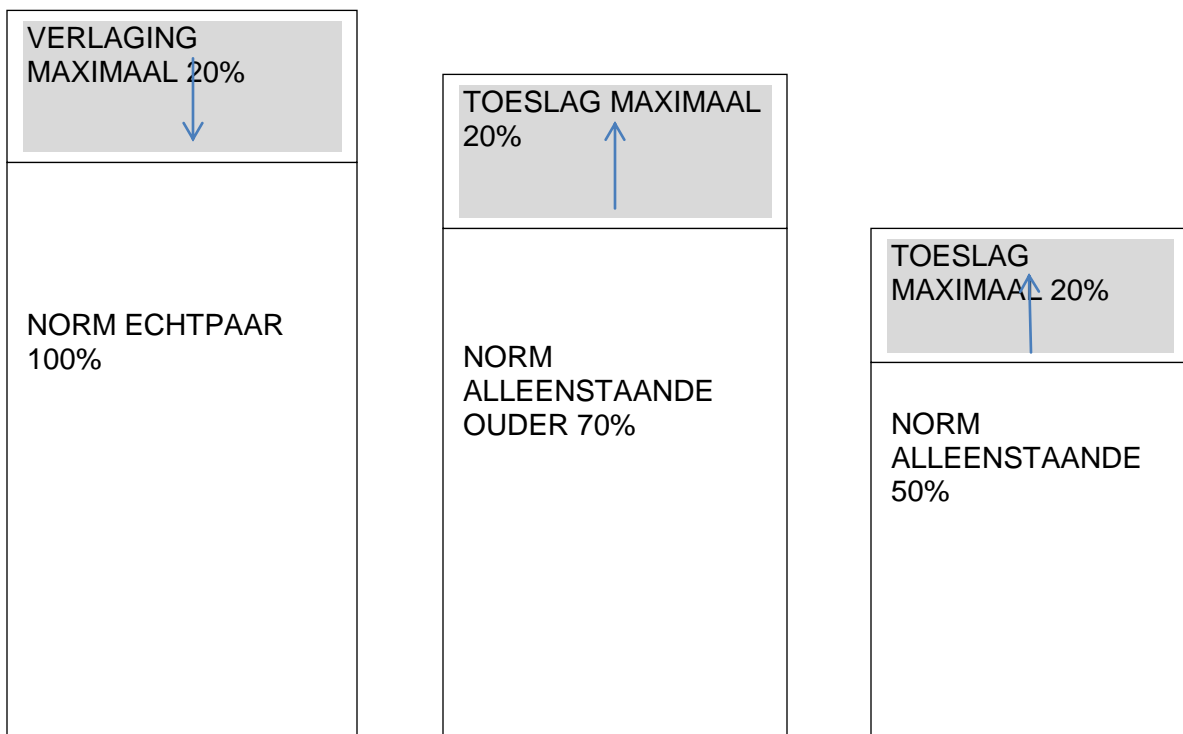 VERLAGING
MAXIMAAL 20%
NORM ECHTPAAR
100%
TOESLAG MAXIMAAL
20%
NORM
ALLEENSTAANDE
OUDER 70%
TOESLAG
MAXIMAAL 20%
NORM
ALLEENSTAANDE
50%